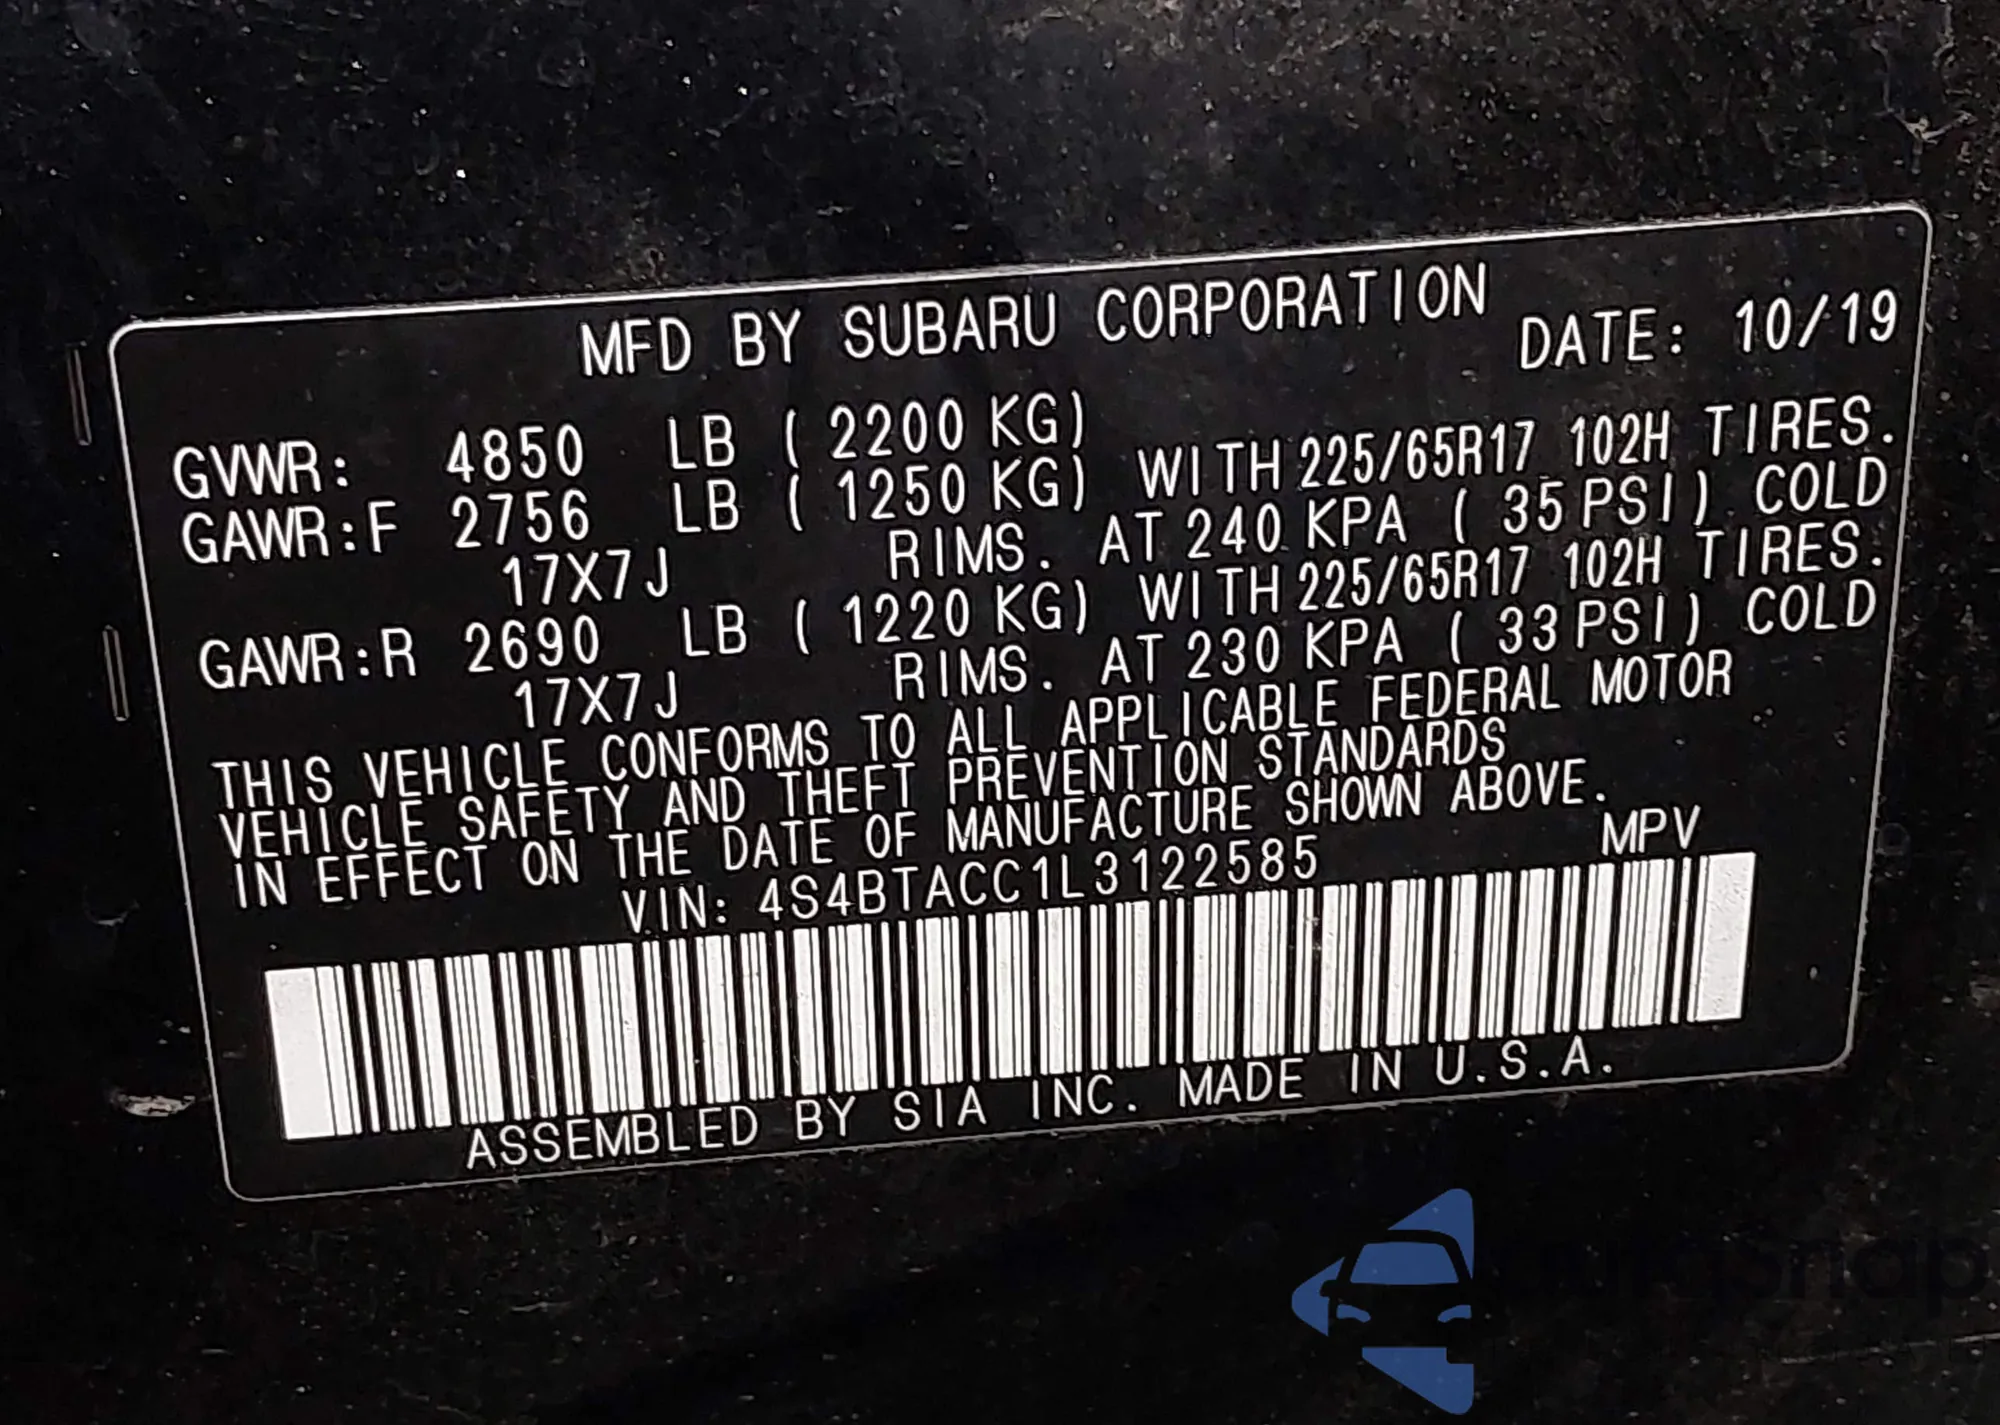 MFD BY SUBARU CORPORATION
DATE: 10/19
GVWR: 4850 LB ( 2200 KG)
GAWR:F 2756 LB ( 1250 KG) WITH 225/65R17 102H TIRES.
17X7J RIMS. AT 240 KPA ( 35 PSI) COLD
GAWR:R 2690 LB ( 1220 KG) WITH 225/65R17 102H TIRES.
17X7J RIMS. AT 230 KPA ( 33 PSI) COLD
THIS VEHICLE CONFORMS TO ALL APPLICABLE FEDERAL MOTOR
VEHICLE SAFETY AND THEFT PREVENTION STANDARDS
IN EFFECT ON THE DATE OF MANUFACTURE SHOWN ABOVE.
VIN: 4S4BTACC1L3122585 MPV
ASSEMBLED BY SIA INC. MADE IN U.S.A.